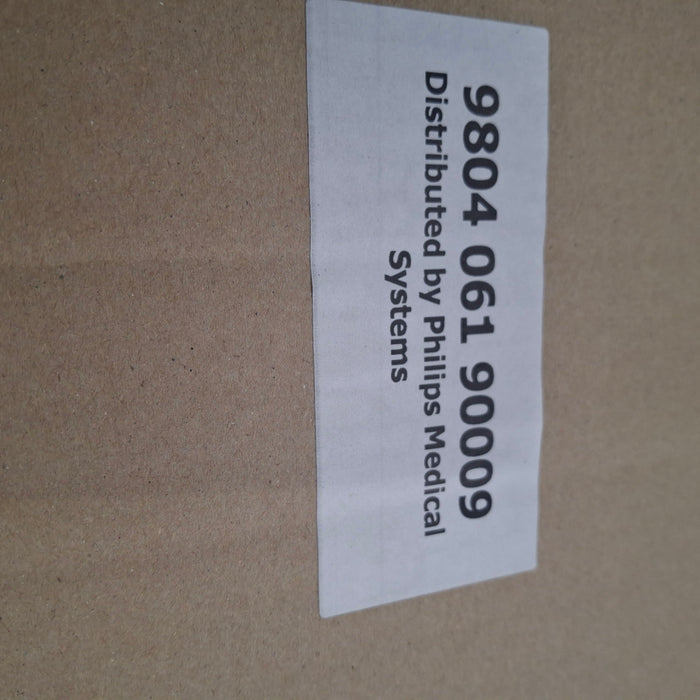 9804 061 90009
Distributed by Philips Medical
Systems